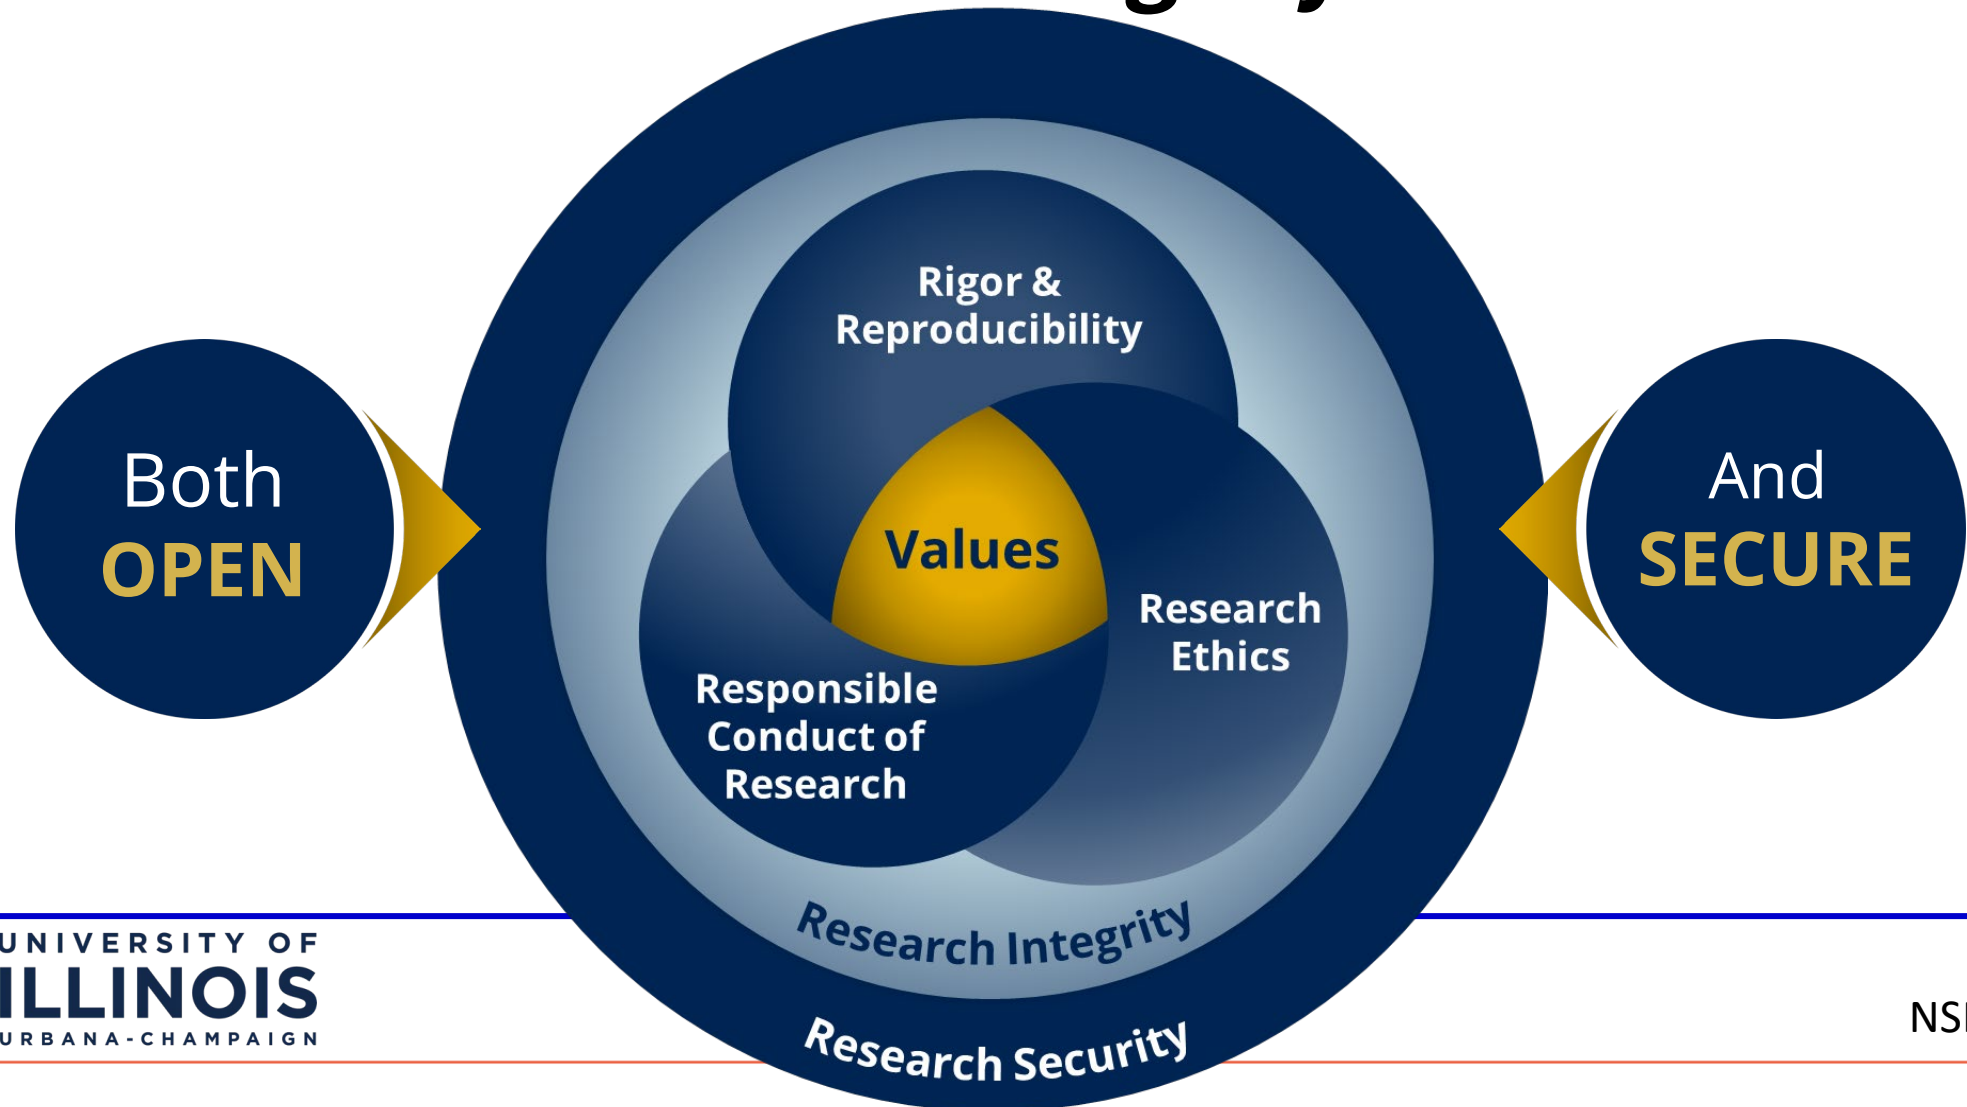 Rigor &
Reproducibility
Both
OPEN
And
SECURE
Values
Research
Ethics
Responsible
Conduct of
Research
Research Integrity
UNIVERSITY OF
ILLINOIS
URBANA-CHAMPAIGN
Research Security